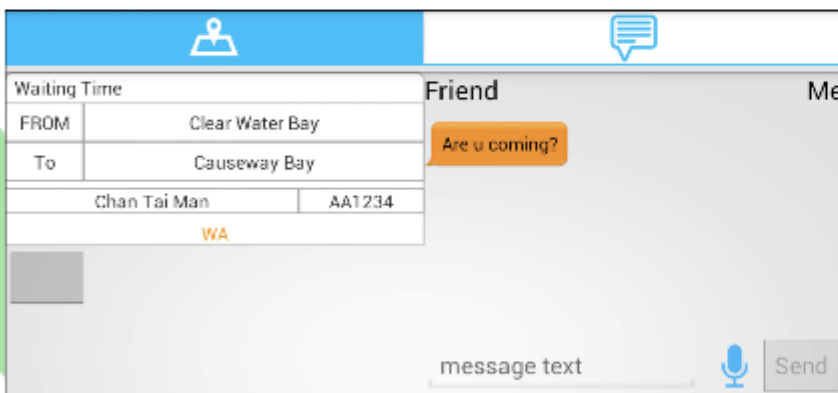 Waiting Time
FROM Clear Water Bay
To Causeway Bay
Chan Tai Man AA1234
WA
Friend Me
Are u coming?
message text Send